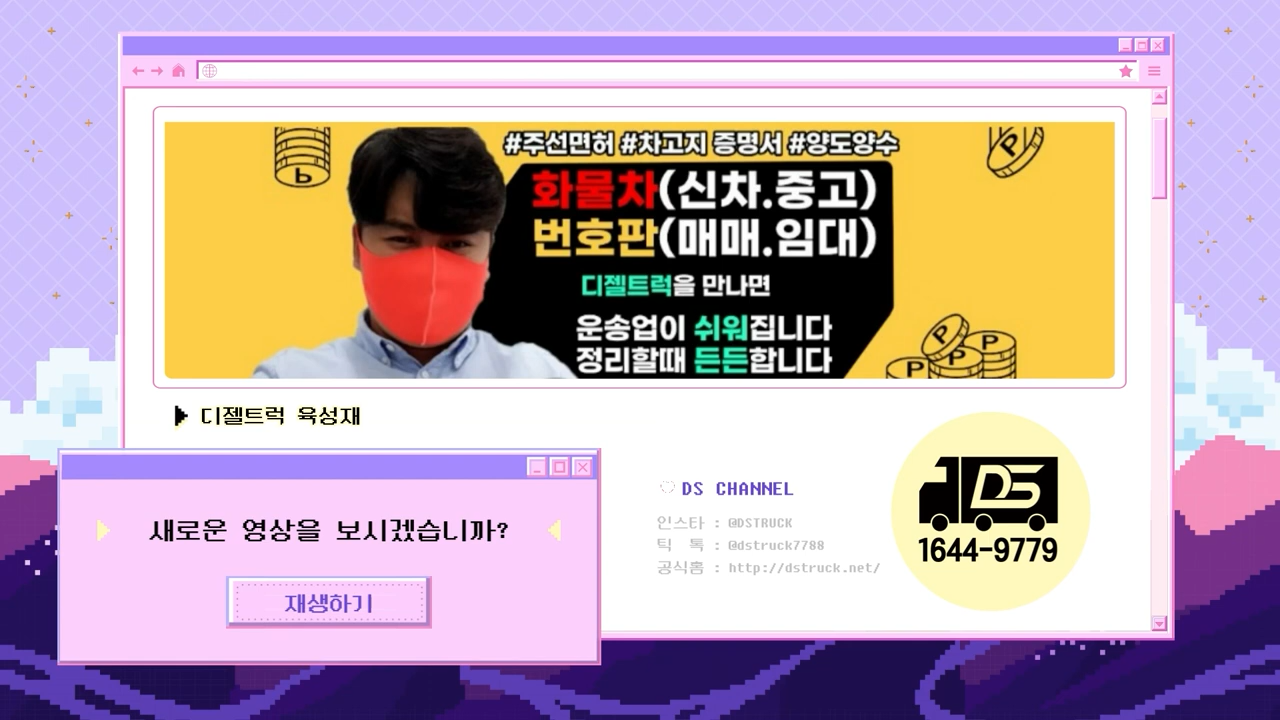 #주선면허 #차고지 증명서 #양도양수
화물차(신차.중고)
번호판(매매.임대)
디젤트럭을 만나면
운송업이 쉬워집니다
정리할때 든든합니다
P
P
P
P
P
디젤트럭 육성재
새로운 영상을 보시겠습니까?
재생하기
DS CHANNEL
인스타 : @DSTRUCK
틱 톡 : @dstruck7788
공식홈 : http://dstruck.net/
DS
1644-9779